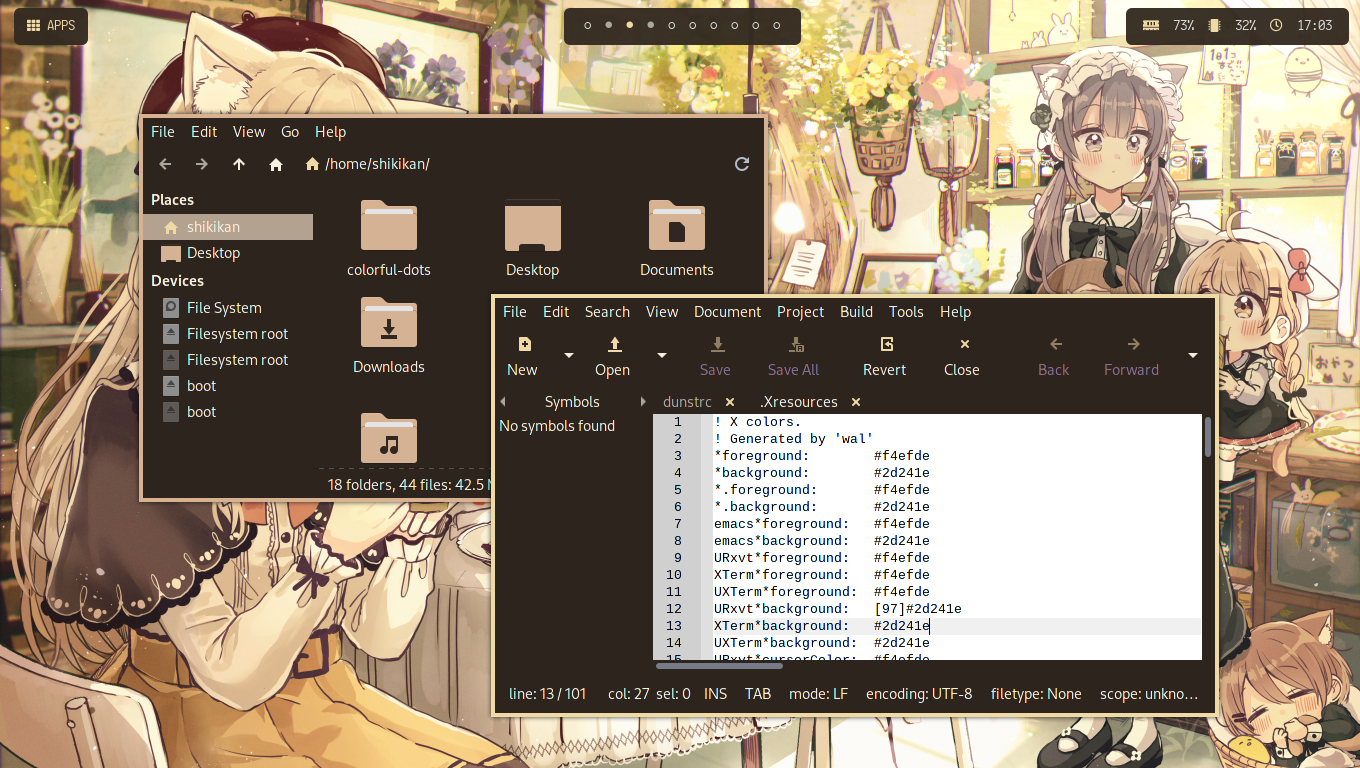 APPS
73% 32% 17:03
File Edit View Go Help
/home/shikikan/
Places
shikikan
Desktop
Devices
File System
Filesystem root
Filesystem root
boot
boot
colorful-dots Desktop Documents
Downloads
18 folders, 44 files: 42.5
File Edit Search View Document Project Build Tools Help
New Open Save Save All Revert Close Back Forward
Symbols dunstrc .Xresources
No symbols found
1 ! X colors.
2 ! Generated by 'wal'
3 *foreground: #f4efde
4 *background: #2d241e
5 *.foreground: #f4efde
6 *.background: #2d241e
7 emacs*foreground: #f4efde
8 emacs*background: #2d241e
9 URxvt*foreground: #f4efde
10 XTerm*foreground: #f4efde
11 UXTerm*foreground: #f4efde
12 URxvt*background: [97]#2d241e
13 XTerm*background: #2d241e
14 UXTerm*background: #2d241e
15 URxvt*cursorColor: #f4efde
line: 13 / 101 col: 27 sel: 0 INS TAB mode: LF encoding: UTF-8 filetype: None scope: unkno...
おやつ